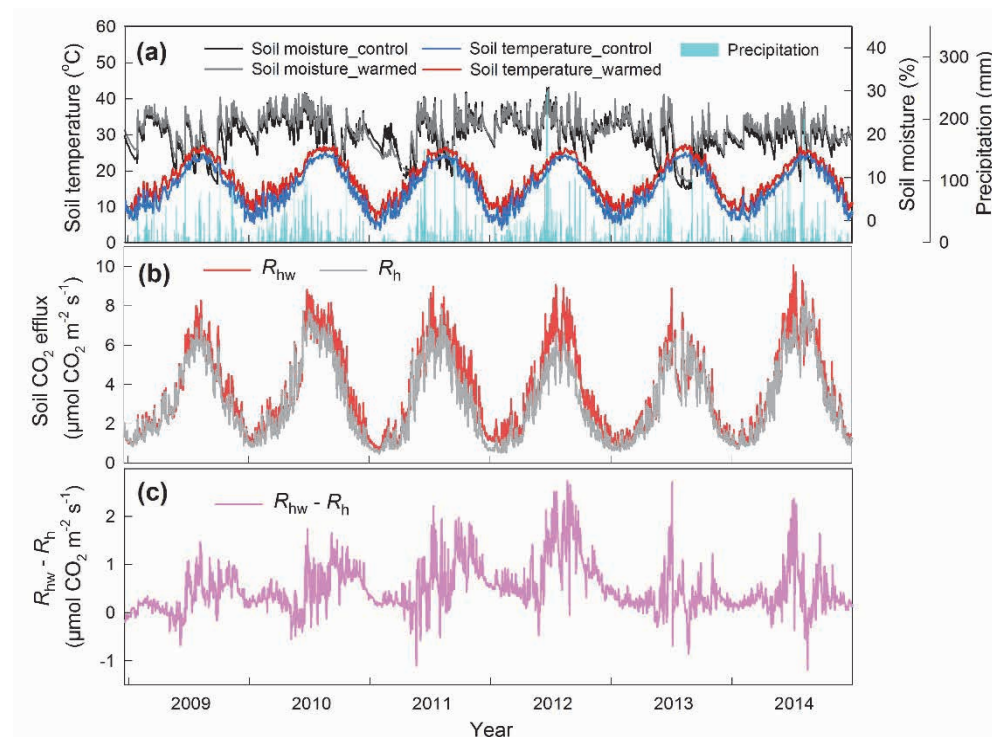 (a)
Soil moisture_control
Soil temperature_control
Precipitation
Soil moisture_warmed
Soil temperature_warmed
Soil temperature (°C)
60
50
40
30
20
10
0
Soil moisture (%)
40
30
20
10
0
Precipitation (mm)
300
200
100
0
(b)
R_hw
R_h
Soil CO₂ efflux
(μmol CO₂ m⁻² s⁻¹)
10
8
6
4
2
0
(c)
R_hw - R_h
R_hw - R_h
(μmol CO₂ m⁻² s⁻¹)
2
1
0
-1
2009 2010 2011 2012 2013 2014
Year